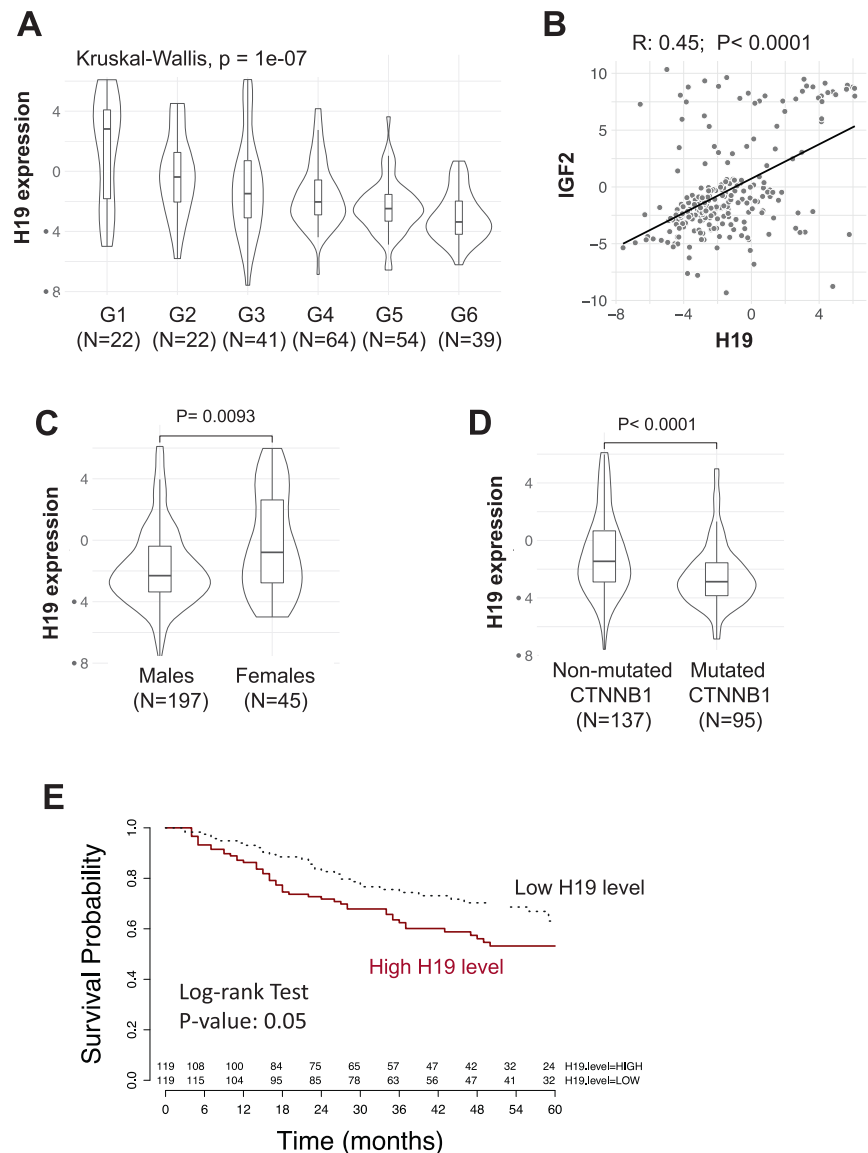 A
Kruskal-Wallis, p = 1e-07
H19 expression
4
0
• 4
• 8
G1 G2 G3 G4 G5 G6
(N=22) (N=22) (N=41) (N=64) (N=54) (N=39)
B
R: 0.45; P< 0.0001
IGF2
10
5
−0
−5
−10
−8 −4 0 4
H19
C
P= 0.0093
H19 expression
4
0
• 4
• 8
Males Females
(N=197) (N=45)
D
P< 0.0001
H19 expression
4
0
• 4
• 8
Non-mutated Mutated
CTNNB1 CTNNB1
(N=137) (N=95)
E
Survival Probability
1.0
0.8
0.6
0.4
0.2
0.0
Low H19 level
High H19 level
Log-rank Test
P-value: 0.05
119 108 100 84 75 65 57 47 42 32 24 H19.level=HIGH
119 115 104 95 85 78 63 56 47 41 32 H19.level=LOW
0 6 12 18 24 30 36 43 48 54 60
Time (months)